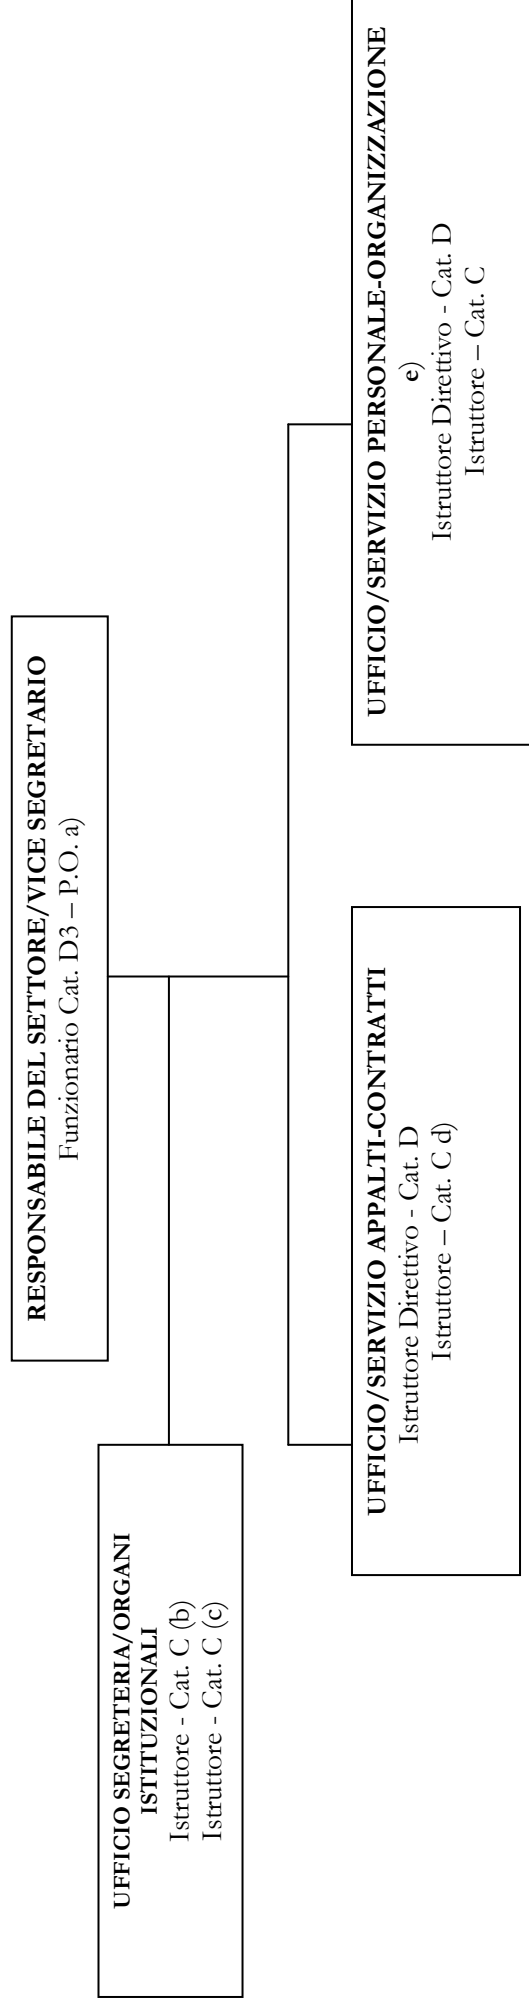 RESPONSABILE DEL SETTORE/VICE SEGRETARIO
Funzionario Cat. D3 – P.O. a)
UFFICIO SEGRETERIA/ORGANI
ISTITUZIONALI
Istruttore - Cat. C (b)
Istruttore - Cat. C (c)
UFFICIO/SERVIZIO APPALTI-CONTRATTI
Istruttore Direttivo - Cat. D
Istruttore – Cat. C d)
UFFICIO/SERVIZIO PERSONALE-ORGANIZZAZIONE
e)
Istruttore Direttivo - Cat. D
Istruttore – Cat. C